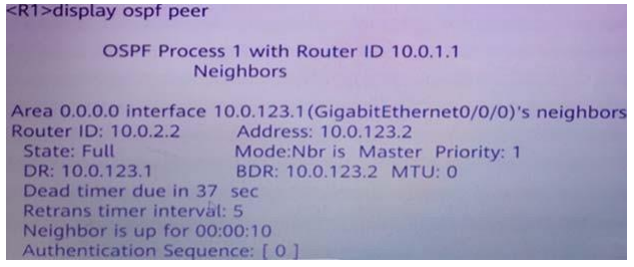 <R1>display ospf peer
OSPF Process 1 with Router ID 10.0.1.1
Neighbors
Area 0.0.0.0 interface 10.0.123.1(GigabitEthernet0/0/0)'s neighbors
Router ID: 10.0.2.2 Address: 10.0.123.2
State: Full Mode:Nbr is Master Priority: 1
DR: 10.0.123.1 BDR: 10.0.123.2 MTU: 0
Dead timer due in 37 sec
Retrans timer interval: 5
Neighbor is up for 00:00:10
Authentication Sequence: [ 0 ]